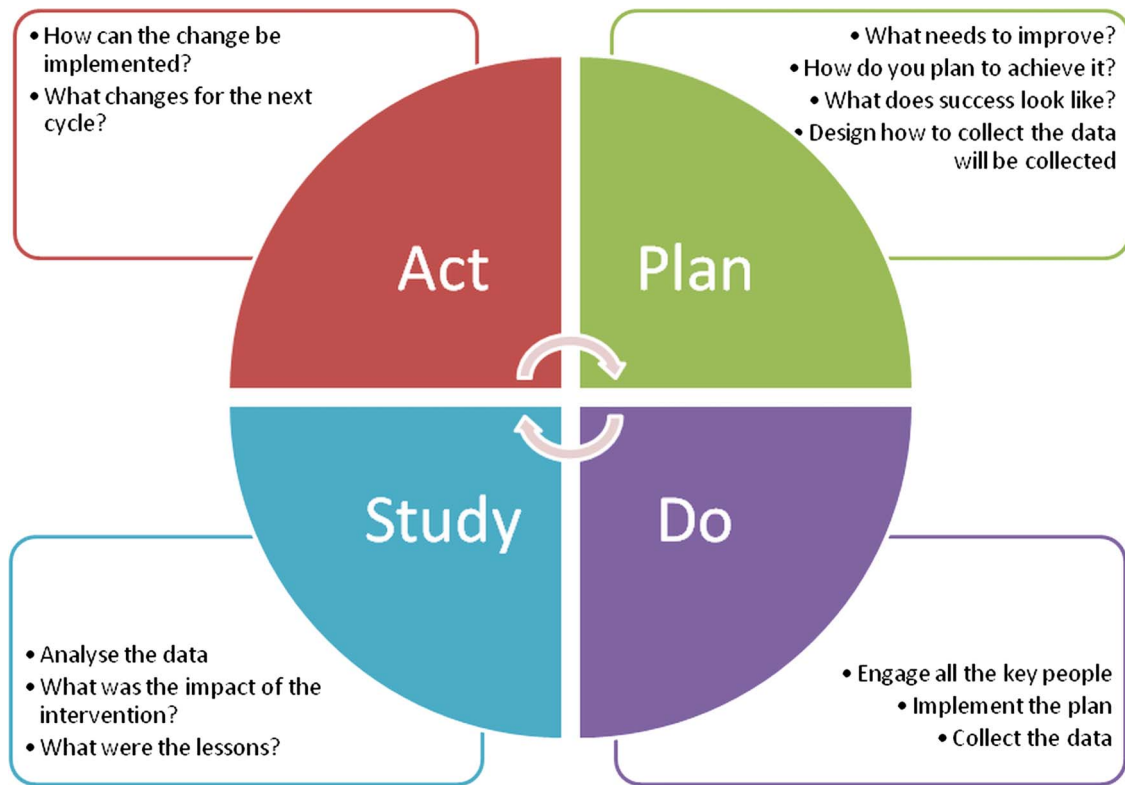 • How can the change be
implemented?
• What changes for the next
cycle?
• What needs to improve?
• How do you plan to achieve it?
• What does success look like?
• Design how to collect the data
will be collected
Act
Plan
Study
Do
• Analyse the data
• What was the impact of the
intervention?
• What were the lessons?
• Engage all the key people
• Implement the plan
• Collect the data